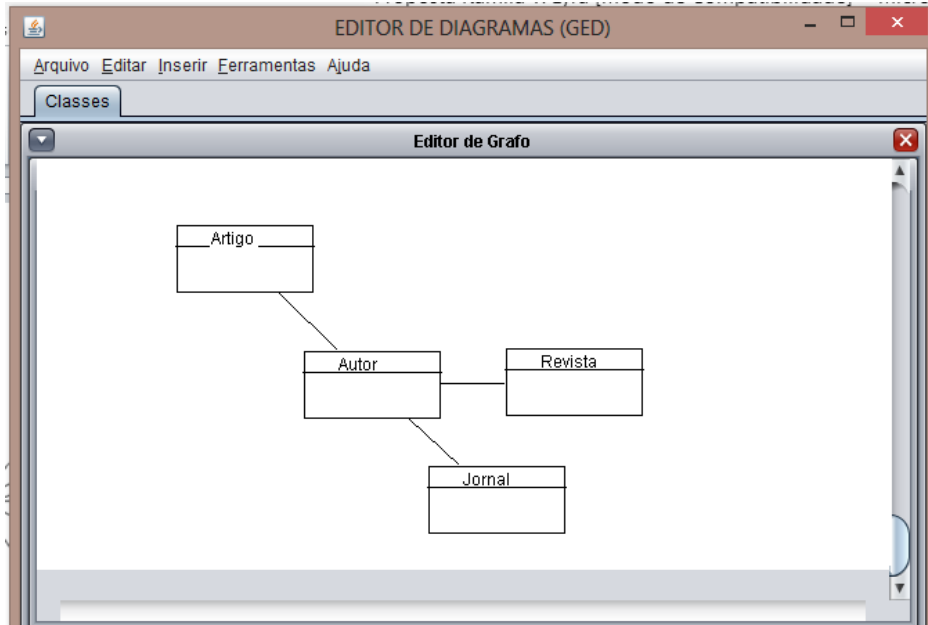 EDITOR DE DIAGRAMAS (GED)
Arquivo Editar Inserir Ferramentas Ajuda
Classes
Editor de Grafo
Artigo
Autor
Revista
Jornal